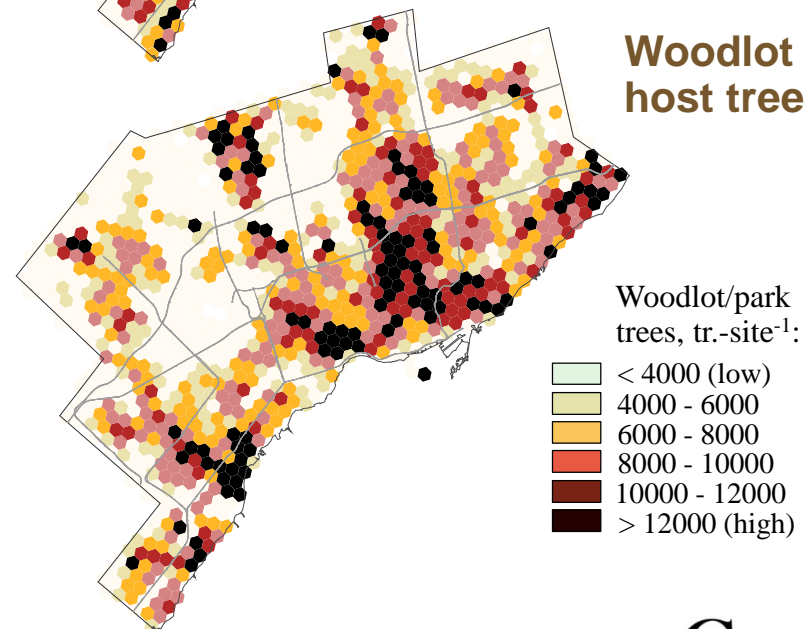 Woodlot
host tree
Woodlot/park
trees, tr.-site-1:
< 4000 (low)
4000 - 6000
6000 - 8000
8000 - 10000
10000 - 12000
> 12000 (high)